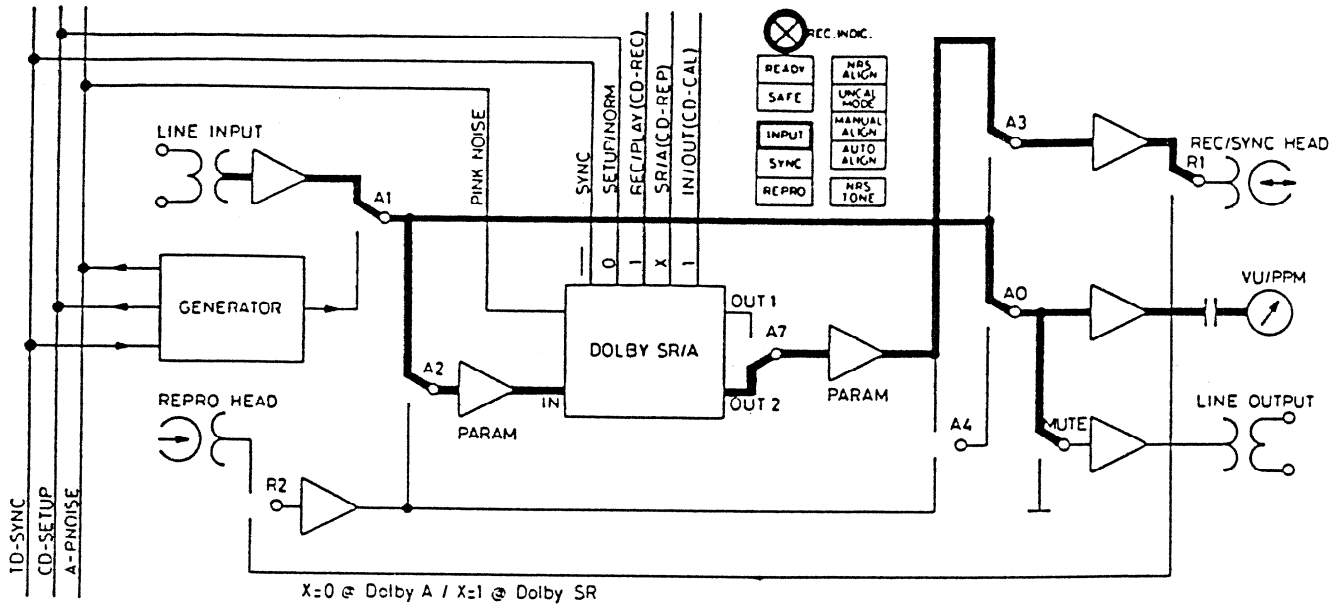 REC.INDIC.
READY
SAFE
INPUT
SYNC
REPRO
NRS
ALIGN
UNCAL
MODE
MANUAL
ALIGN
AUTO
ALIGN
NRS
TONE
LINE INPUT
A1
PINK NOISE
SYNC
SETUP/NORM
REC/PLAY(CD-REC)
SR/A(CD-REP)
IN/OUT(CD-CAL)
0
1
X
1
A3
R1
REC/SYNC HEAD
GENERATOR
DOLBY SR/A
IN
OUT 1
OUT 2
A2
PARAM
A7
PARAM
A0
VU/PPM
A4
MUTE
LINE OUTPUT
REPRO HEAD
R2
TD-SYNC
CD-SETUP
A-PNOISE
X=0 @ Dolby A / X=1 @ Dolby SR